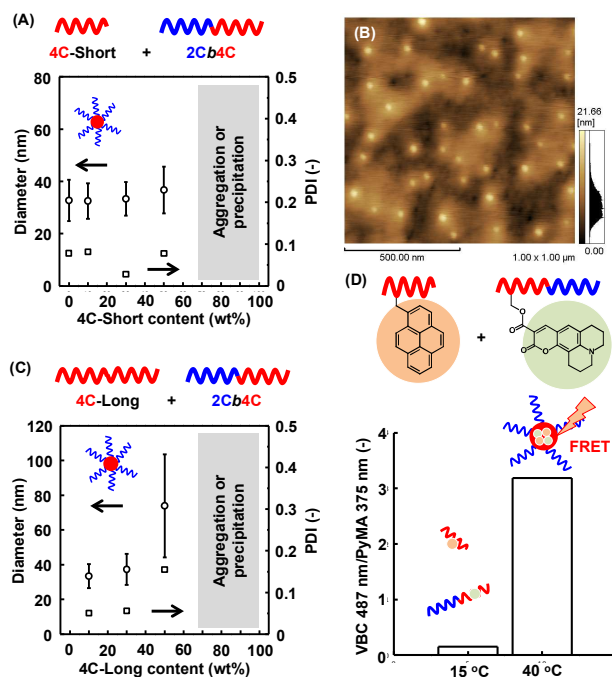 (A)
4C-Short + 2Cb4C
Diameter (nm)
80
60
40
20
0
0.5
0.4
0.3
0.2
0.1
0
PDI (-)
Aggregation or
precipitation
0 20 40 60 80 100
4C-Short content (wt%)
(B)
21.66
[nm]
0.00
500.00 nm
1.00 x 1.00 μm
(C)
4C-Long + 2Cb4C
Diameter (nm)
120
100
80
60
40
20
0
0.5
0.4
0.3
0.2
0.1
0
PDI (-)
Aggregation or
precipitation
0 20 40 60 80 100
4C-Long content (wt%)
(D)
+
O
O
O
O
N
FRET
VBC 487 nm/PyMA 375 nm (-)
4
3
2
1
0
15 °C 40 °C